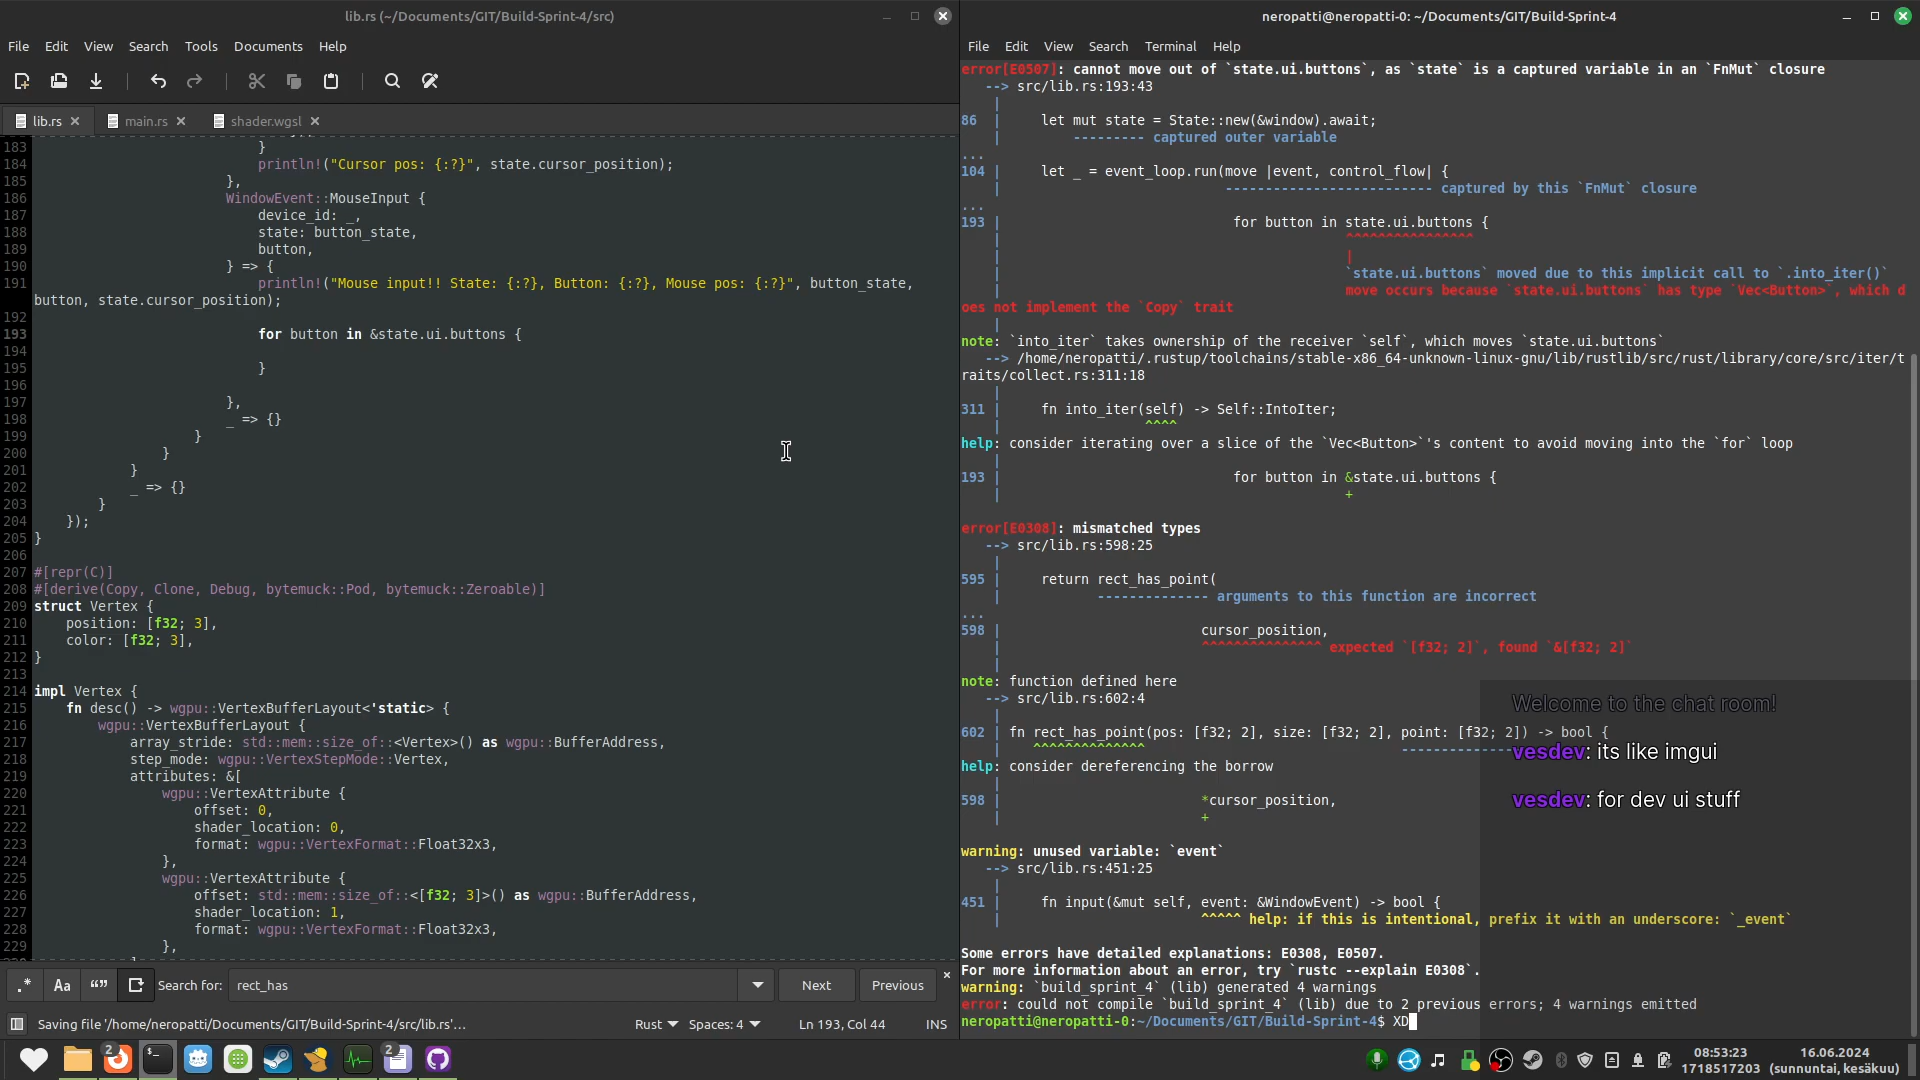 lib.rs (~/Documents/GIT/Build-Sprint-4/src)
File Edit View Search Tools Documents Help
lib.rs main.rs shader.wgsl
183 }
184 println!("Cursor pos: {:?}", state.cursor_position);
185 },
186 WindowEvent::MouseInput {
187 device_id: _,
188 state: button_state,
189 button,
190 } => {
191 println!("Mouse input!! State: {:?}, Button: {:?}, Mouse pos: {:?}", button_state,
button, state.cursor_position);
192
193 for button in &state.ui.buttons {
194
195 }
196
197 },
198 _ => {}
199 }
200 }
201 }
202 _ => {}
203 }
204 });
205 }
206
207 #[repr(C)]
208 #[derive(Copy, Clone, Debug, bytemuck::Pod, bytemuck::Zeroable)]
209 struct Vertex {
210 position: [f32; 3],
211 color: [f32; 3],
212 }
213
214 impl Vertex {
215 fn desc() -> wgpu::VertexBufferLayout<'static> {
216 wgpu::VertexBufferLayout {
217 array_stride: std::mem::size_of::<Vertex>() as wgpu::BufferAddress,
218 step_mode: wgpu::VertexStepMode::Vertex,
219 attributes: &[
220 wgpu::VertexAttribute {
221 offset: 0,
222 shader_location: 0,
223 format: wgpu::VertexFormat::Float32x3,
224 },
225 wgpu::VertexAttribute {
226 offset: std::mem::size_of::<[f32; 3]>() as wgpu::BufferAddress,
227 shader_location: 1,
228 format: wgpu::VertexFormat::Float32x3,
229 },
.* Aa “” Search for: rect_has Next Previous
Saving file '/home/neropatti/Documents/GIT/Build-Sprint-4/src/lib.rs'… Rust Spaces: 4 Ln 193, Col 44 INS
neropatti@neropatti-0: ~/Documents/GIT/Build-Sprint-4
File Edit View Search Terminal Help
error[E0507]: cannot move out of `state.ui.buttons`, as `state` is a captured variable in an `FnMut` closure
--> src/lib.rs:193:43
|
86 | let mut state = State::new(&window).await;
| --------- captured outer variable
...
104 | let _ = event_loop.run(move |event, control_flow| {
| -------------------------- captured by this `FnMut` closure
...
193 | for button in state.ui.buttons {
| ^^^^^^^^^^^^^^^^
| |
| `state.ui.buttons` moved due to this implicit call to `.into_iter()`
| move occurs because `state.ui.buttons` has type `Vec<Button>`, which d
oes not implement the `Copy` trait
|
note: `into_iter` takes ownership of the receiver `self`, which moves `state.ui.buttons`
--> /home/neropatti/.rustup/toolchains/stable-x86_64-unknown-linux-gnu/lib/rustlib/src/rust/library/core/src/iter/t
raits/collect.rs:311:18
|
311 | fn into_iter(self) -> Self::IntoIter;
| ^^^^
help: consider iterating over a slice of the `Vec<Button>`'s content to avoid moving into the `for` loop
|
193 | for button in &state.ui.buttons {
| +
error[E0308]: mismatched types
--> src/lib.rs:598:25
|
595 | return rect_has_point(
| -------------- arguments to this function are incorrect
...
598 | cursor_position,
| ^^^^^^^^^^^^^^^ expected `[f32; 2]`, found `&[f32; 2]`
|
note: function defined here
--> src/lib.rs:602:4
|
602 | fn rect_has_point(pos: [f32; 2], size: [f32; 2], point: [f32; 2]) -> bool {
| ^^^^^^^^^^^^^^ ---------------
help: consider dereferencing the borrow
|
598 | *cursor_position,
| +
warning: unused variable: `event`
--> src/lib.rs:451:25
|
451 | fn input(&mut self, event: &WindowEvent) -> bool {
| ^^^^^ help: if this is intentional, prefix it with an underscore: `_event`
Some errors have detailed explanations: E0308, E0507.
For more information about an error, try `rustc --explain E0308`.
warning: `build_sprint_4` (lib) generated 4 warnings
error: could not compile `build_sprint_4` (lib) due to 2 previous errors; 4 warnings emitted
neropatti@neropatti-0:~/Documents/GIT/Build-Sprint-4$ XD
Welcome to the chat room!
vesdev: its like imgui
vesdev: for dev ui stuff
2 2
08:53:23 16.06.2024
1718517203 (sunnuntai, kesäkuu)